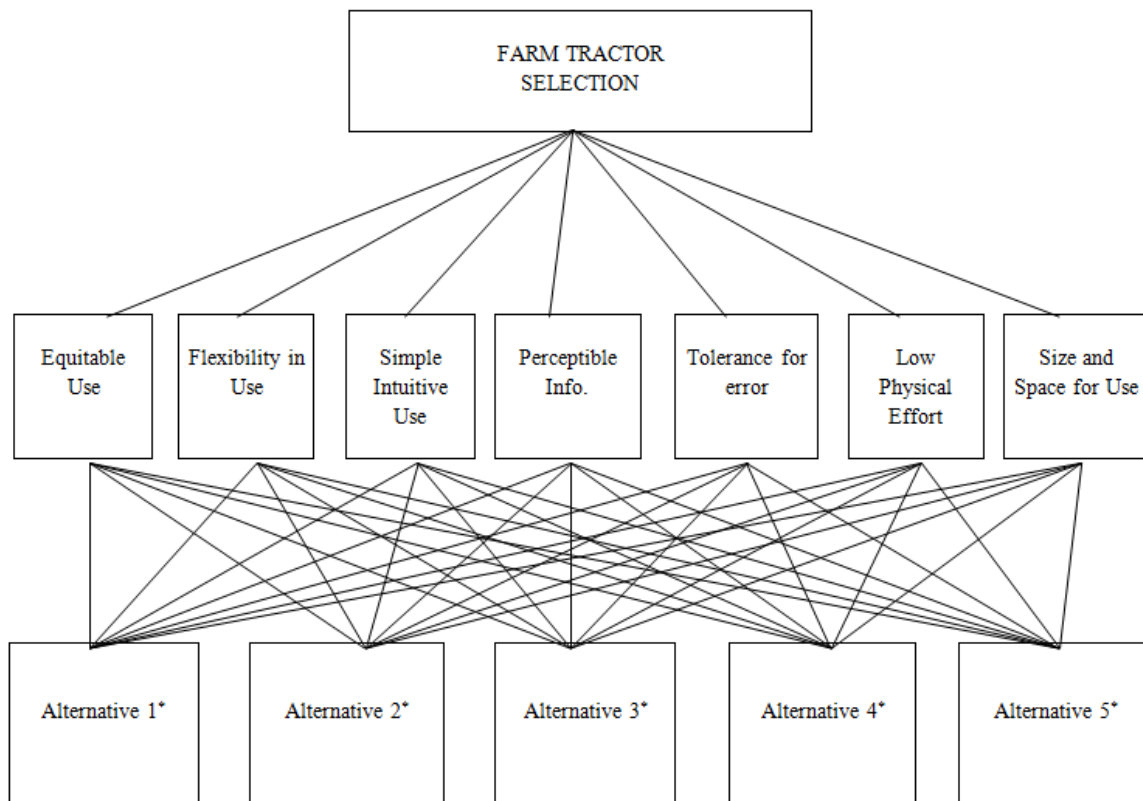 FARM TRACTOR
SELECTION
Equitable
Use
Flexibility in
Use
Simple
Intuitive
Use
Perceptible
Info.
Tolerance for
error
Low
Physical
Effort
Size and
Space for Use
Alternative 1*
Alternative 2*
Alternative 3*
Alternative 4*
Alternative 5*